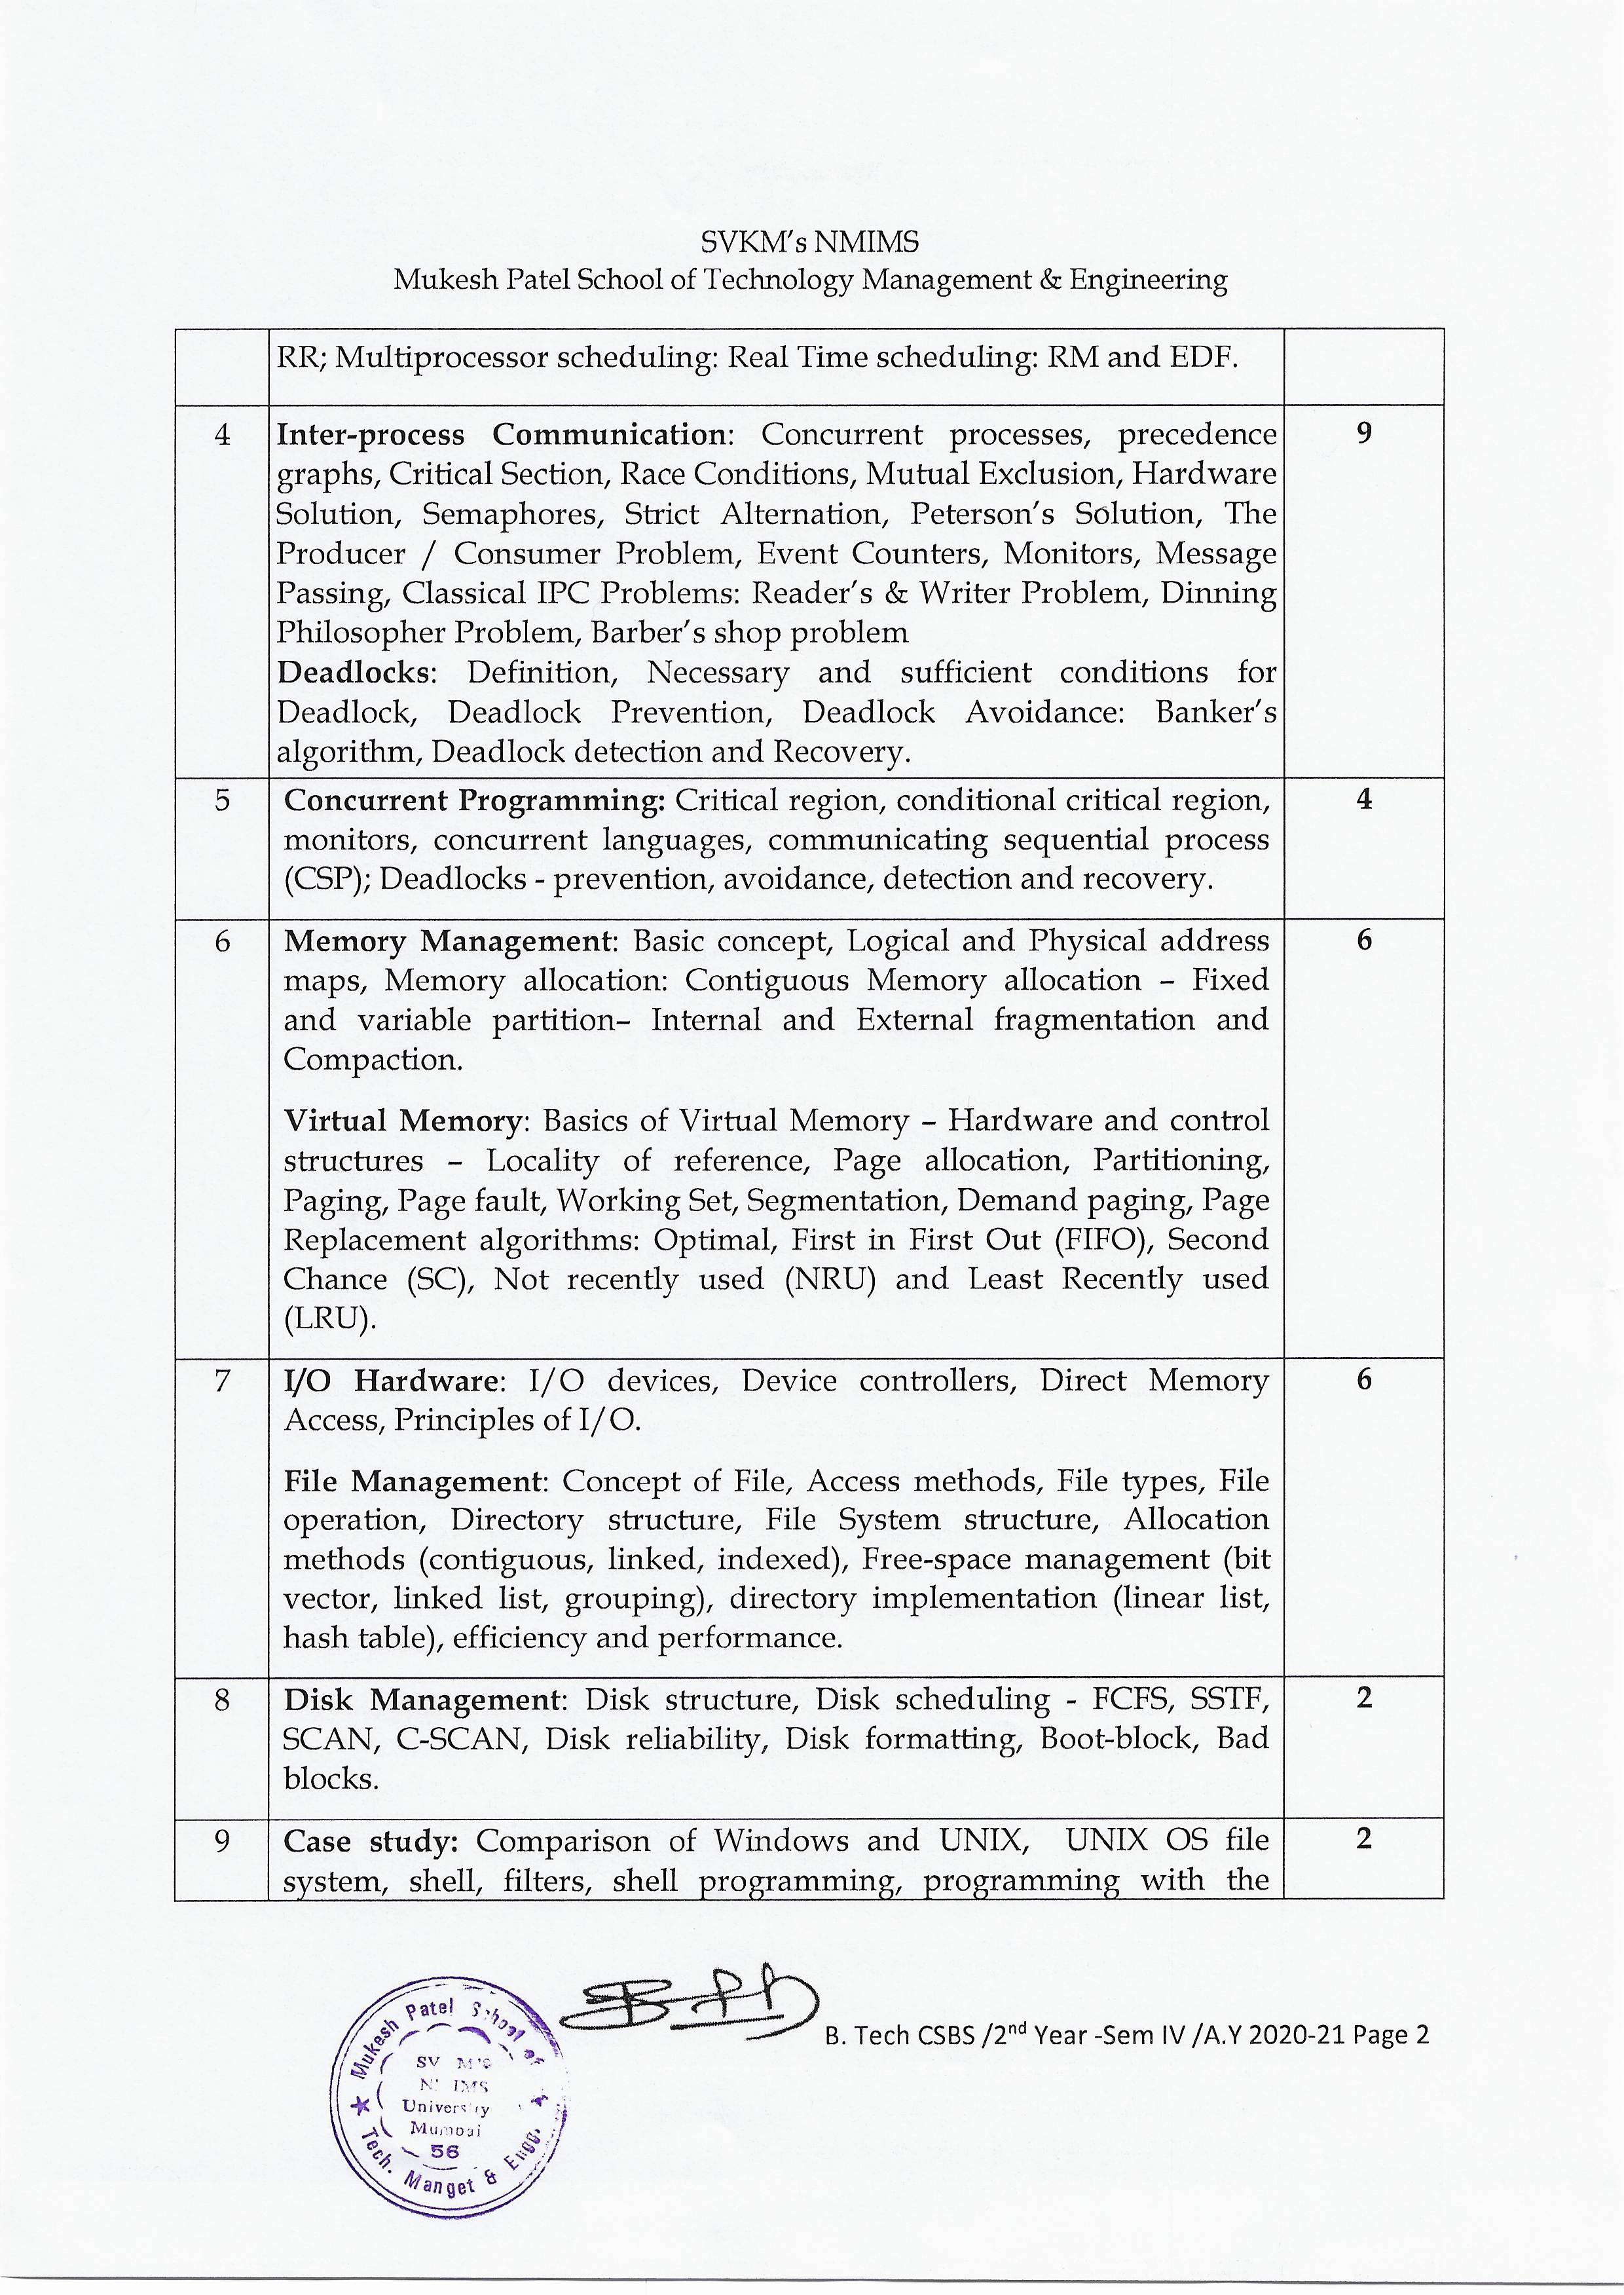 SVKM's NMIMS
Mukesh Patel School of Technology Management & Engineering
RR; Multiprocessor scheduling: Real Time scheduling: RM and EDF.
4 Inter-process Communication: Concurrent processes, precedence 9
graphs, Critical Section, Race Conditions, Mutual Exclusion, Hardware
Solution, Semaphores, Strict Alternation, Peterson's Solution, The
Producer / Consumer Problem, Event Counters, Monitors, Message
Passing, Classical IPC Problems: Reader's & Writer Problem, Dinning
Philosopher Problem, Barber's shop problem
Deadlocks: Definition, Necessary and sufficient conditions for
Deadlock, Deadlock Prevention, Deadlock Avoidance: Banker's
algorithm, Deadlock detection and Recovery.
5 Concurrent Programming: Critical region, conditional critical region, 4
monitors, concurrent languages, communicating sequential process
(CSP); Deadlocks - prevention, avoidance, detection and recovery.
6 Memory Management: Basic concept, Logical and Physical address 6
maps, Memory allocation: Contiguous Memory allocation – Fixed
and variable partition– Internal and External fragmentation and
Compaction.
Virtual Memory: Basics of Virtual Memory – Hardware and control
structures – Locality of reference, Page allocation, Partitioning,
Paging, Page fault, Working Set, Segmentation, Demand paging, Page
Replacement algorithms: Optimal, First in First Out (FIFO), Second
Chance (SC), Not recently used (NRU) and Least Recently used
(LRU).
7 I/O Hardware: I/O devices, Device controllers, Direct Memory 6
Access, Principles of I/O.
File Management: Concept of File, Access methods, File types, File
operation, Directory structure, File System structure, Allocation
methods (contiguous, linked, indexed), Free-space management (bit
vector, linked list, grouping), directory implementation (linear list,
hash table), efficiency and performance.
8 Disk Management: Disk structure, Disk scheduling - FCFS, SSTF, 2
SCAN, C-SCAN, Disk reliability, Disk formatting, Boot-block, Bad
blocks.
9 Case study: Comparison of Windows and UNIX, UNIX OS file 2
system, shell, filters, shell programming, programming with the
B. Tech CSBS /2nd Year -Sem IV /A.Y 2020-21 Page 2
Mukesh Patel School of
University
Mumbai
56
Tech. Manget & Engg.